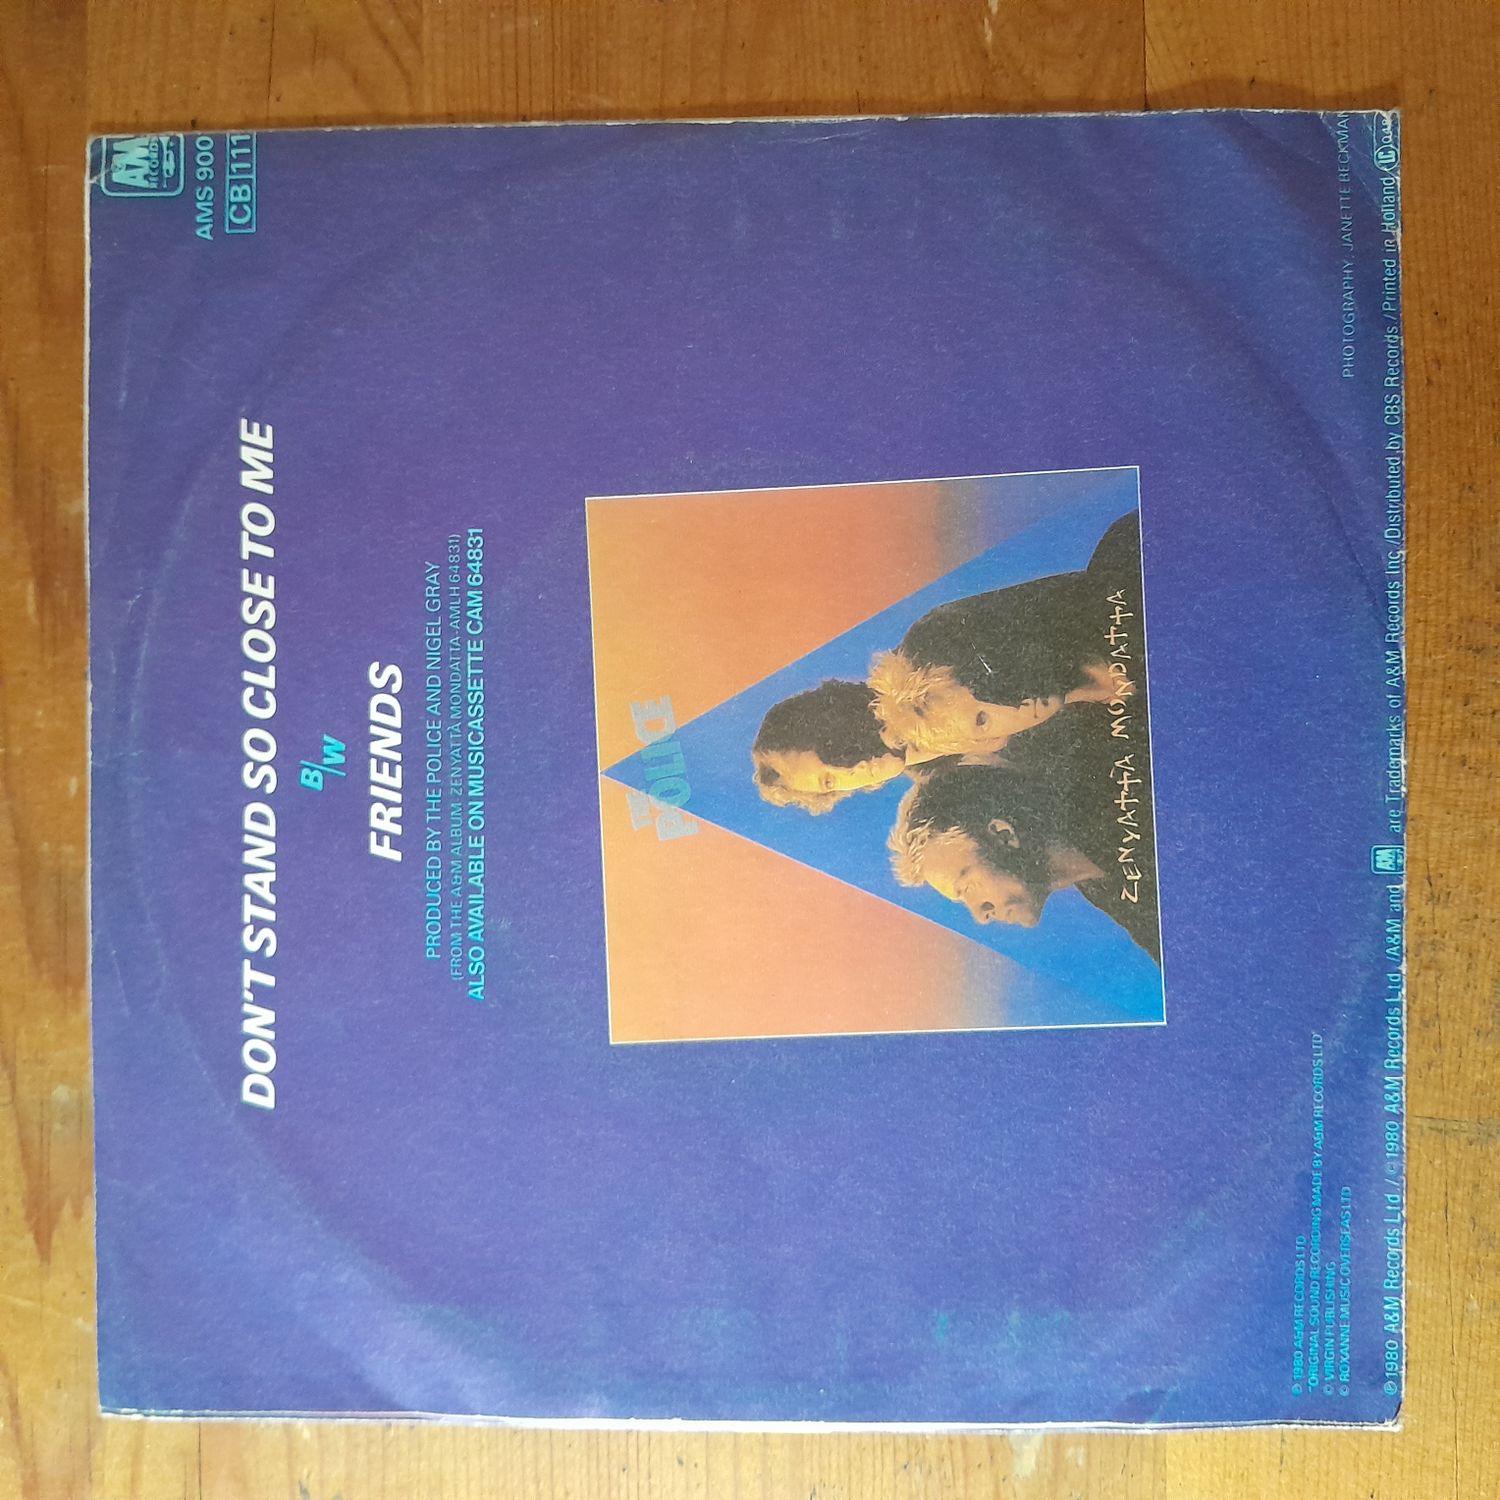 A&M
RECORDS
AMS 900
CB 111
DON'T STAND SO CLOSE TO ME
B/W
FRIENDS
PRODUCED BY THE POLICE AND NIGEL GRAY
(FROM THE A&M ALBUM ZENYATTÀ MONDATTA-AMLH 64831)
ALSO AVAILABLE ON MUSICASSETTE CAM 64831
THE
POLICE
ZENYATTA MONDATTA
℗ 1980 A&M RECORDS LTD
"ORIGINAL SOUND RECORDING MADE BY A&M RECORDS LTD"
© VIRGIN PUBLISHING
© ROXANNE MUSIC OVERSEAS LTD
PHOTOGRAPHY. JANETTE BECKMAN
℗ 1980 A&M Records Ltd. / © 1980 A&M Records Ltd. /A&M and A&M are Trademarks of A&M Records Inc./Distributed by CBS Records./Printed in Holland LC